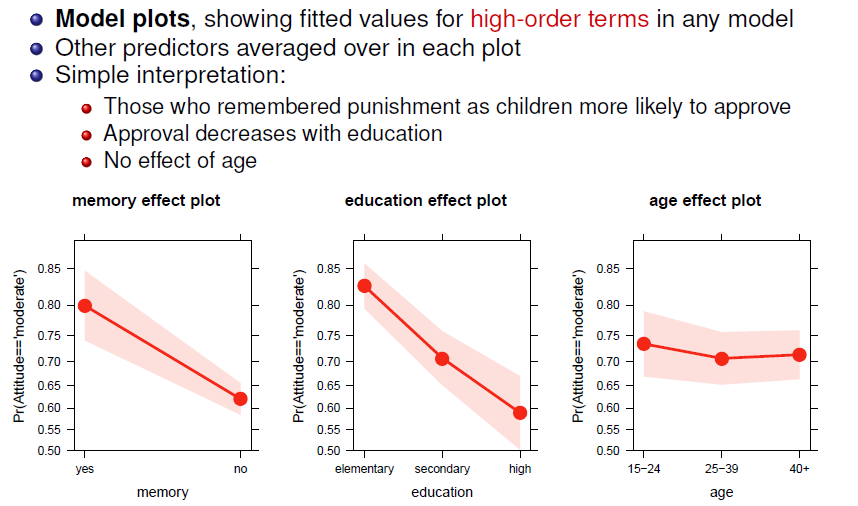 Model plots, showing fitted values for high-order terms in any model
Other predictors averaged over in each plot
Simple interpretation:
Those who remembered punishment as children more likely to approve
Approval decreases with education
No effect of age
memory effect plot
Pr(Attitude=='moderate')
0.85
0.80
0.75
0.70
0.65
0.60
0.55
0.50
yes no
memory
education effect plot
Pr(Attitude=='moderate')
0.85
0.80
0.75
0.70
0.65
0.60
0.55
0.50
elementary secondary high
education
age effect plot
Pr(Attitude=='moderate')
0.85
0.80
0.75
0.70
0.65
0.60
0.55
0.50
15−24 25−39 40+
age